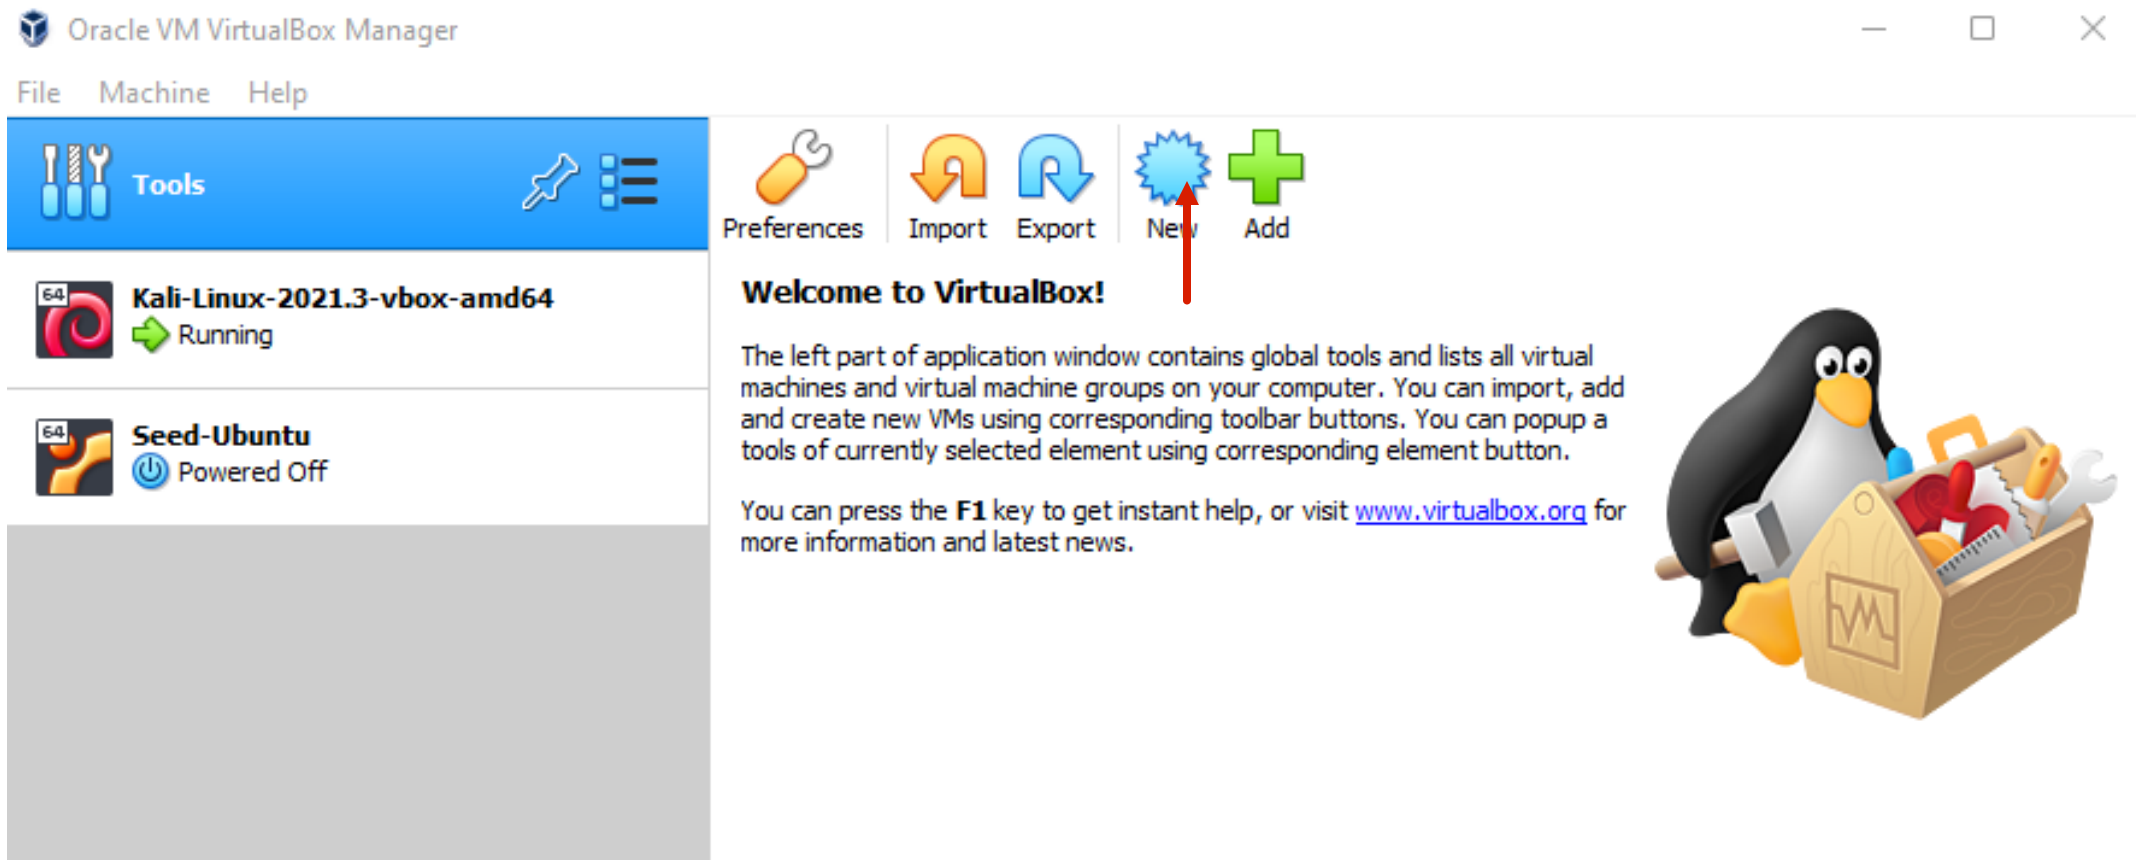 Oracle VM VirtualBox Manager
File Machine Help
Tools
Preferences Import Export New Add
64
Kali-Linux-2021.3-vbox-amd64
Running
64
Seed-Ubuntu
Powered Off
Welcome to VirtualBox!
The left part of application window contains global tools and lists all virtual
machines and virtual machine groups on your computer. You can import, add
and create new VMs using corresponding toolbar buttons. You can popup a
tools of currently selected element using corresponding element button.
You can press the F1 key to get instant help, or visit www.virtualbox.org for
more information and latest news.